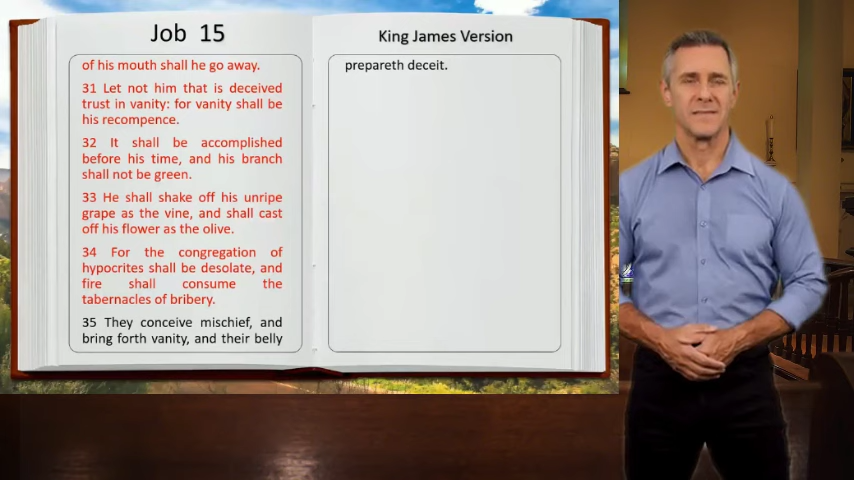 Job 15
King James Version
of his mouth shall he go away.
31 Let not him that is deceived
trust in vanity: for vanity shall be
his recompence.
32 It shall be accomplished
before his time, and his branch
shall not be green.
33 He shall shake off his unripe
grape as the vine, and shall cast
off his flower as the olive.
34 For the congregation of
hypocrites shall be desolate, and
fire shall consume the
tabernacles of bribery.
35 They conceive mischief, and
bring forth vanity, and their belly
prepareth deceit.